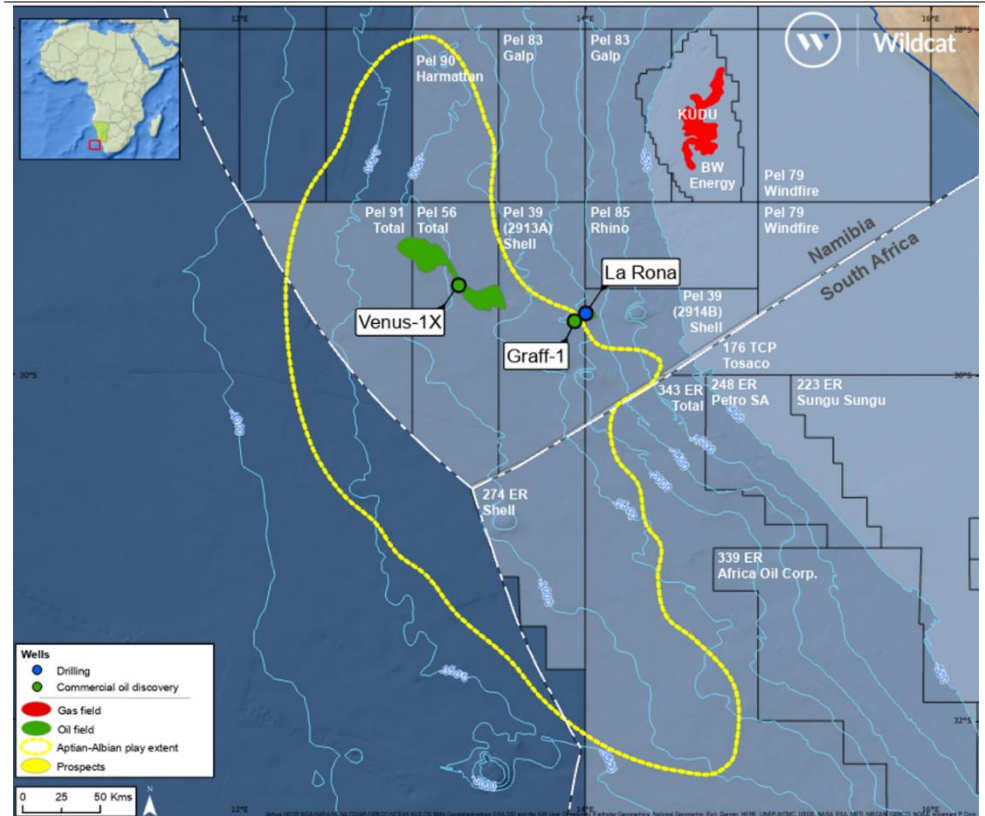 12°E
14°E
16°E
28°S
Wildcat
Pel 90
Harmattan
Pel 83
Galp
Pel 83
Galp
KUDU
BW
Energy
Pel 79
Windfire
Pel 91
Total
Pel 56
Total
Pel 39
(2913A)
Shell
Pel 85
Rhino
Pel 79
Windfire
Namibia
South Africa
La Rona
Venus-1X
Graff-1
Pel 39
(2914B)
Shell
176 TCP
Tosaco
30°S
30°S
343 ER
Total
248 ER
Petro SA
223 ER
Sungu Sungu
274 ER
Shell
339 ER
Africa Oil Corp.
32°S
Wells
Drilling
Commercial oil discovery
Gas field
Oil field
Aptian-Albian play extent
Prospects
0 25 50 Kms
N
12°E
14°E
16°E